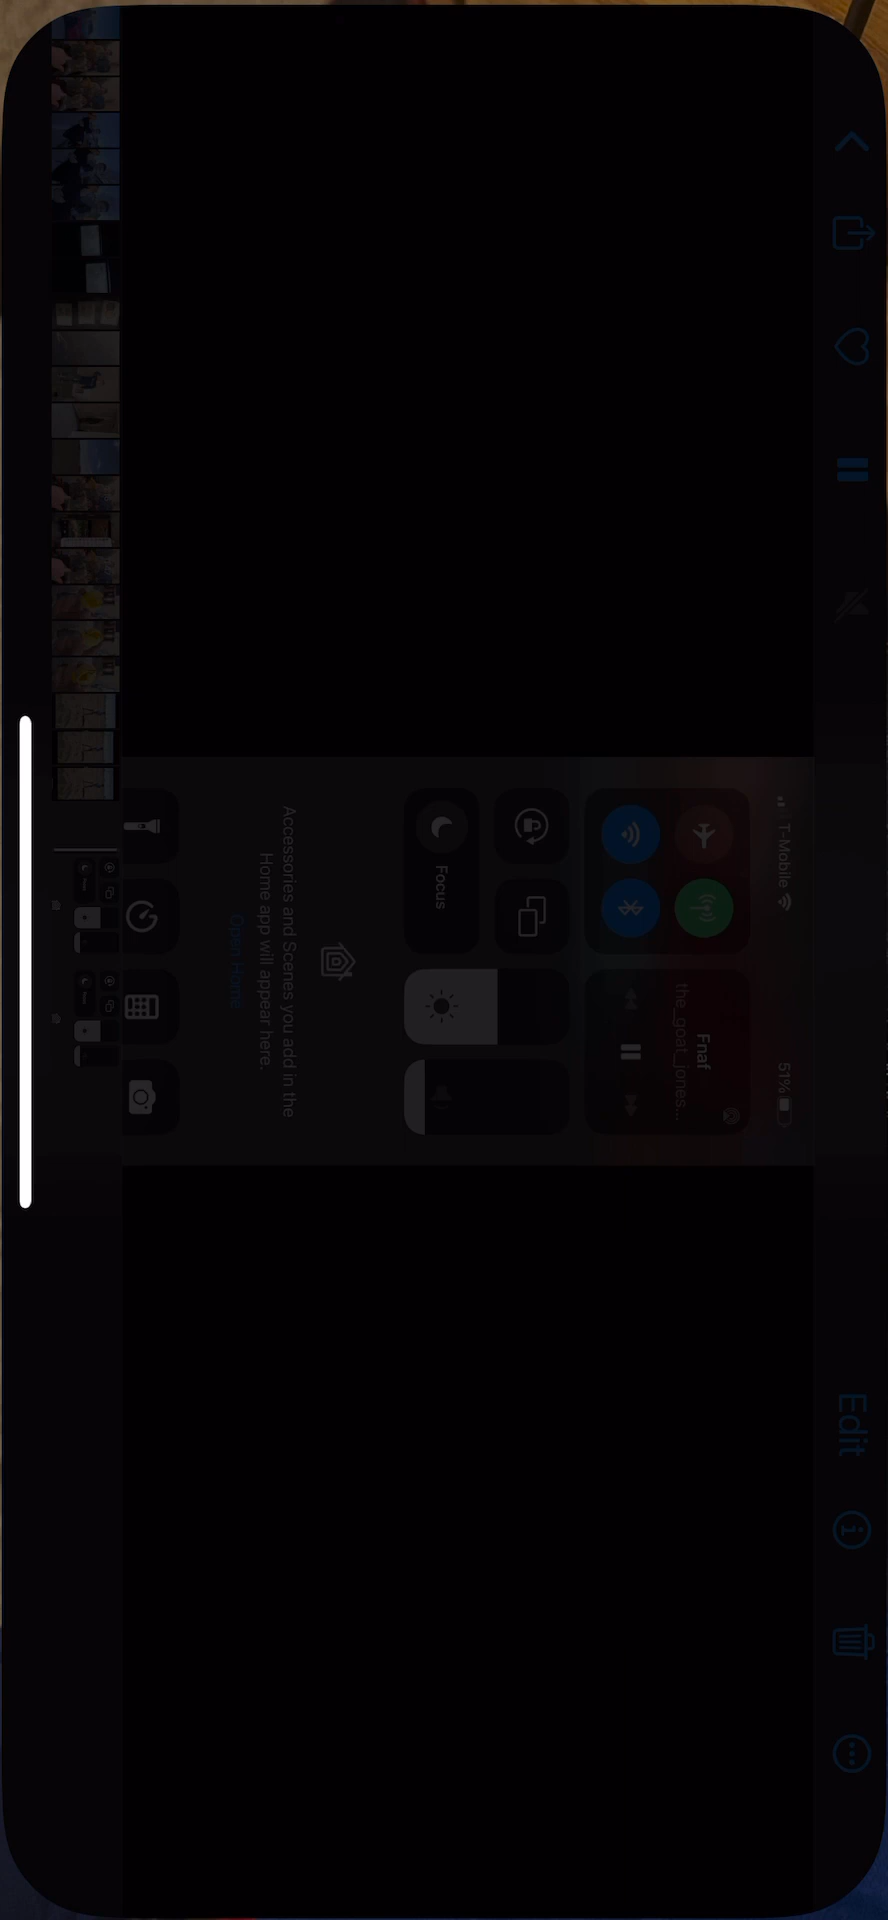 T-Mobile
51%
Fnaf
the_goat_jones...
Focus
Accessories and Scenes you add in the
Home app will appear here.
Open Home
Edit